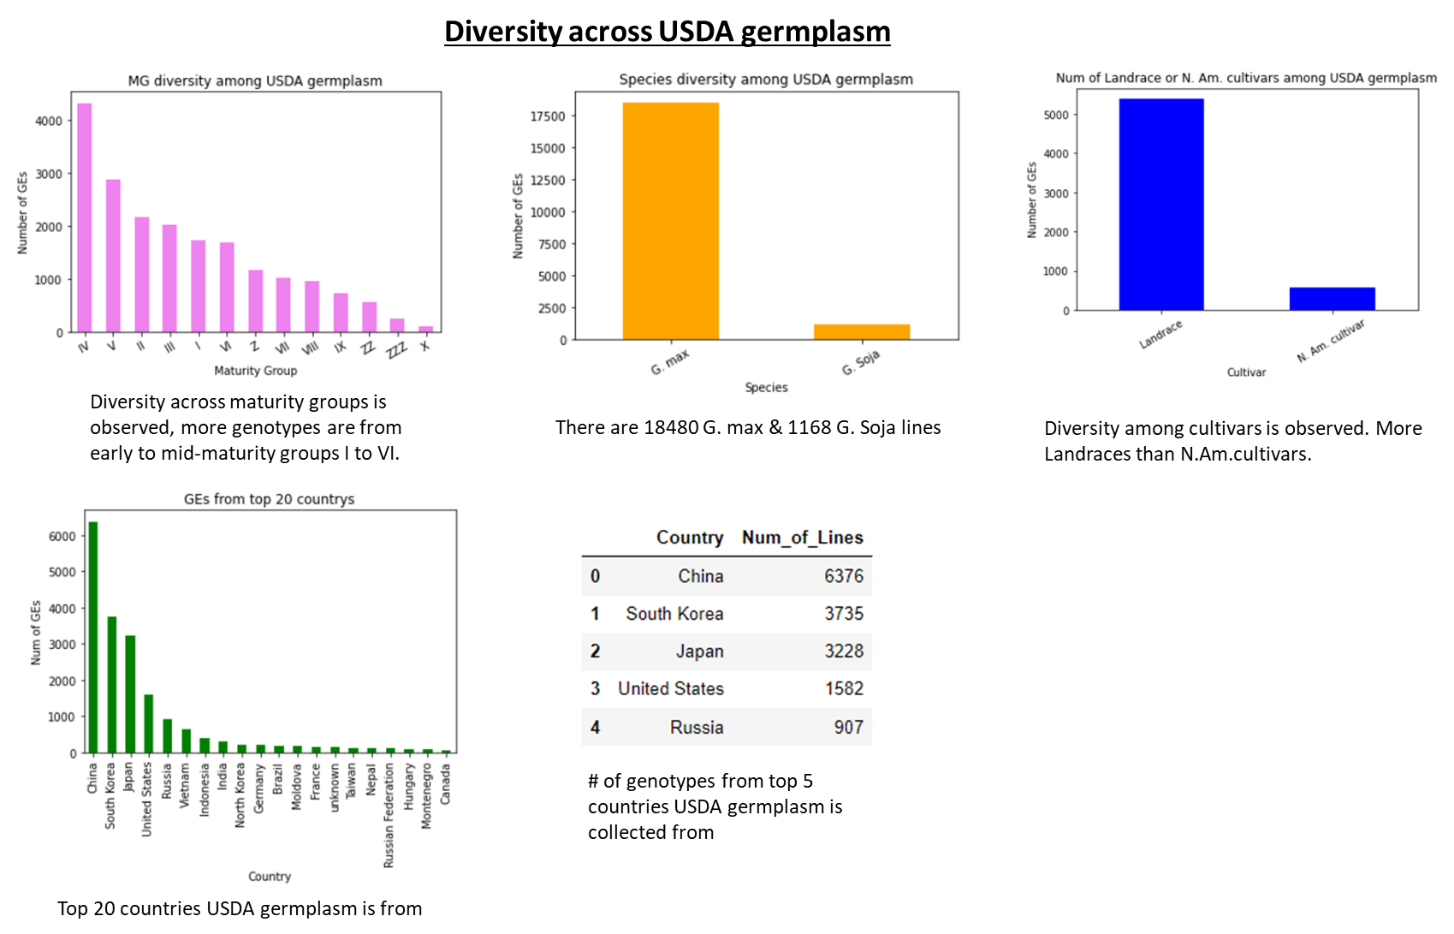 Diversity across USDA germplasm
MG diversity among USDA germplasm
Number of GEs
4000
3000
2000
1000
0
IV V II III I VI Z VII VIII IX ZZ ZZZ X
Maturity Group
Diversity across maturity groups is
observed, more genotypes are from
early to mid-maturity groups I to VI.
Species diversity among USDA germplasm
Number of GEs
17500
15000
12500
10000
7500
5000
2500
0
G. max G. Soja
Species
There are 18480 G. max & 1168 G. Soja lines
Num of Landrace or N. Am. cultivars among USDA germplasm
Number of GEs
5000
4000
3000
2000
1000
0
Landrace N. Am. cultivar
Cultivar
Diversity among cultivars is observed. More
Landraces than N.Am.cultivars.
GEs from top 20 countrys
Num of GEs
6000
5000
4000
3000
2000
1000
0
China
South Korea
Japan
United States
Russia
Vietnam
Indonesia
India
North Korea
Germany
Brazil
Moldova
France
unknown
Taiwan
Nepal
Russian Federation
Hungary
Montenegro
Canada
Country
Top 20 countries USDA germplasm is from
Country Num_of_Lines
0 China 6376
1 South Korea 3735
2 Japan 3228
3 United States 1582
4 Russia 907
# of genotypes from top 5
countries USDA germplasm is
collected from